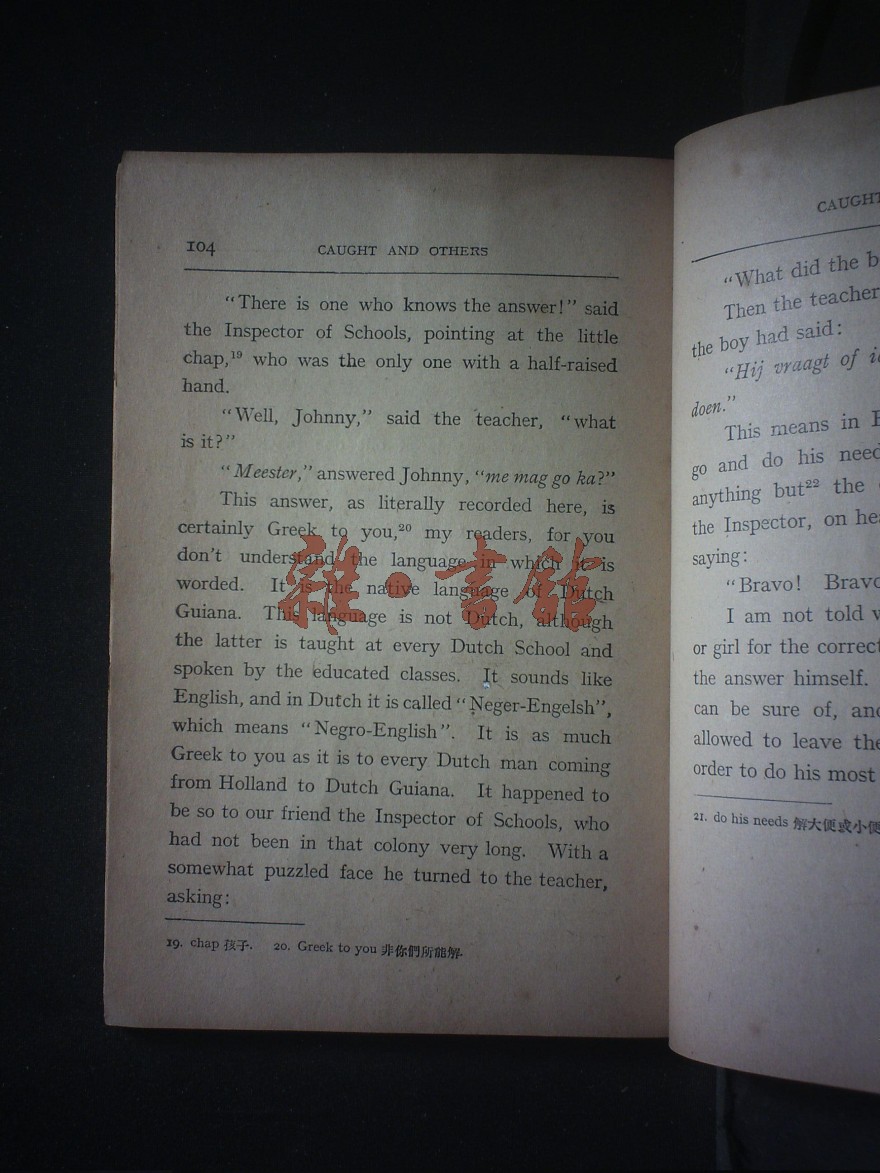 104
CAUGHT AND OTHERS
“There is one who knows the answer!” said
the Inspector of Schools, pointing at the little
chap,¹⁹ who was the only one with a half-raised
hand.
“Well, Johnny,” said the teacher, “what
is it?”
“Meester,” answered Johnny, “me mag go ka?”
This answer, as literally recorded here, is
certainly Greek to you,²⁰ my readers, for you
don't understand the language in which it is
worded. It is the native language of Dutch
Guiana. This language is not Dutch, although
the latter is taught at every Dutch School and
spoken by the educated classes. It sounds like
English, and in Dutch it is called “Neger-Engelsh”,
which means “Negro-English”. It is as much
Greek to you as it is to every Dutch man coming
from Holland to Dutch Guiana. It happened to
be so to our friend the Inspector of Schools, who
had not been in that colony very long. With a
somewhat puzzled face he turned to the teacher,
asking:
19. chap 孩子. 20. Greek to you 非你們所能解.
雜·書館
CAUGHT
“What did the b
Then the teacher
the boy had said:
“Hij vraagt of i
doen.”
This means in E
go and do his need
anything but²² the
the Inspector, on hea
saying:
“Bravo! Bravo
I am not told w
or girl for the correct
the answer himself.
can be sure of, and
allowed to leave the
order to do his most
21. do his needs 解大便或小便